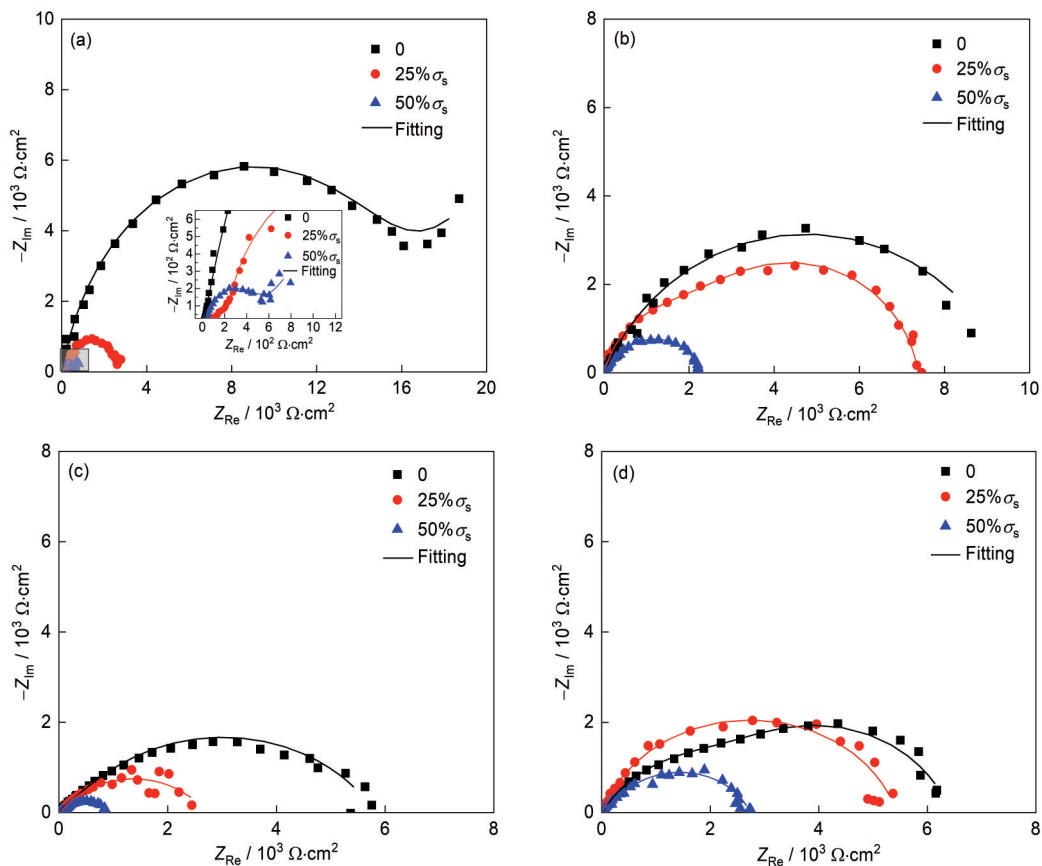 (a)
0
25%σs
50%σs
Fitting
−ZIm / 10³ Ω·cm²
10
8
6
4
2
0
0 4 8 12 16 20
ZRe / 10³ Ω·cm²
0
25%σs
50%σs
Fitting
−ZIm / 10² Ω·cm²
6
5
4
3
2
1
0 2 4 6 8 10 12
ZRe / 10² Ω·cm²
(b)
0
25%σs
50%σs
Fitting
−ZIm / 10³ Ω·cm²
8
6
4
2
0
0 2 4 6 8 10
ZRe / 10³ Ω·cm²
(c)
0
25%σs
50%σs
Fitting
−ZIm / 10³ Ω·cm²
8
6
4
2
0
0 2 4 6 8
ZRe / 10³ Ω·cm²
(d)
0
25%σs
50%σs
Fitting
−ZIm / 10³ Ω·cm²
8
6
4
2
0
0 2 4 6 8
ZRe / 10³ Ω·cm²